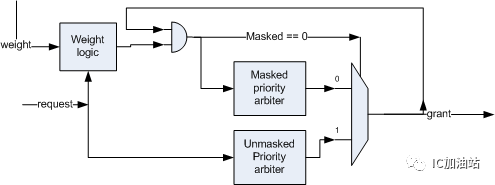 weight
Weight
logic
Masked == 0
request
Masked
priority
arbiter
0
Unmasked
Priority
arbiter
1
grant
IC加油站